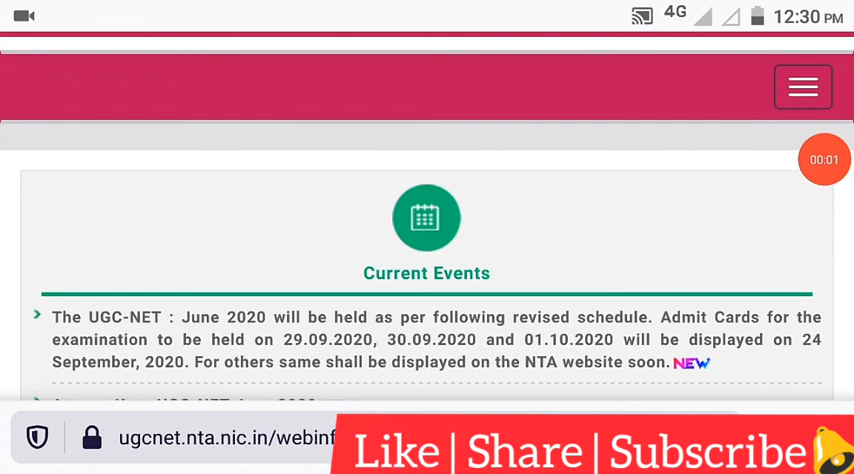 4G 12:30 PM
00:01
Current Events
The UGC-NET : June 2020 will be held as per following revised schedule. Admit Cards for the
examination to be held on 29.09.2020, 30.09.2020 and 01.10.2020 will be displayed on 24
September, 2020. For others same shall be displayed on the NTA website soon. NEW
ugcnet.nta.nic.in/webinf
Like | Share | Subscribe